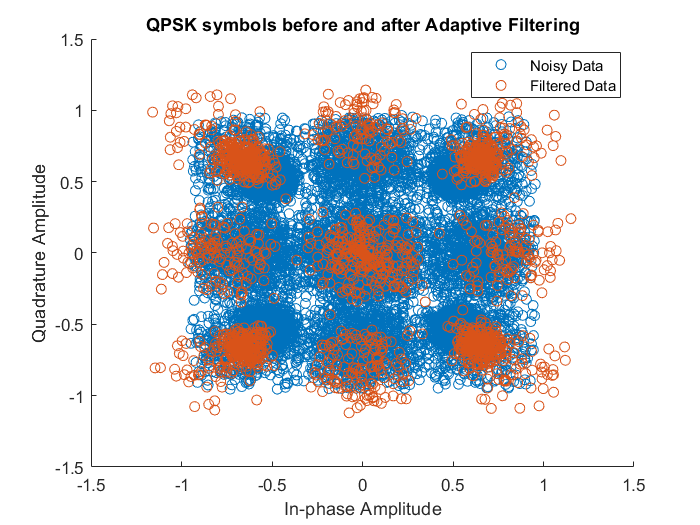 QPSK symbols before and after Adaptive Filtering
Noisy Data
Filtered Data
Quadrature Amplitude
1.5
1
0.5
0
-0.5
-1
-1.5
-1.5 -1 -0.5 0 0.5 1 1.5
In-phase Amplitude